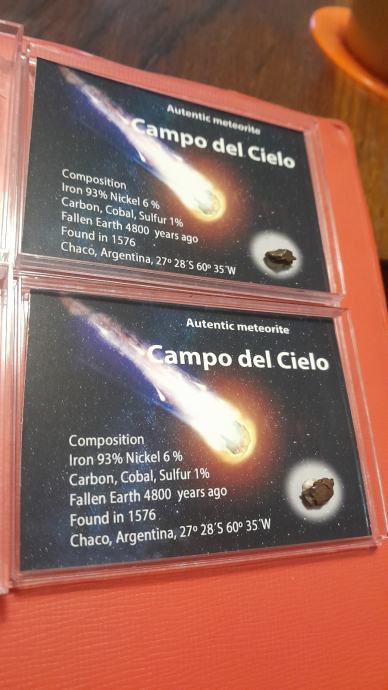 Autentic meteorite
Campo del Cielo
Composition
Iron 93% Nickel 6 %
Carbon, Cobal, Sulfur 1%
Fallen Earth 4800 years ago
Found in 1576
Chaco, Argentina, 27º 28´S 60º 35¨W
Autentic meteorite
Campo del Cielo
Composition
Iron 93% Nickel 6 %
Carbon, Cobal, Sulfur 1%
Fallen Earth 4800 years ago
Found in 1576
Chaco, Argentina, 27º 28´S 60º 35¨W